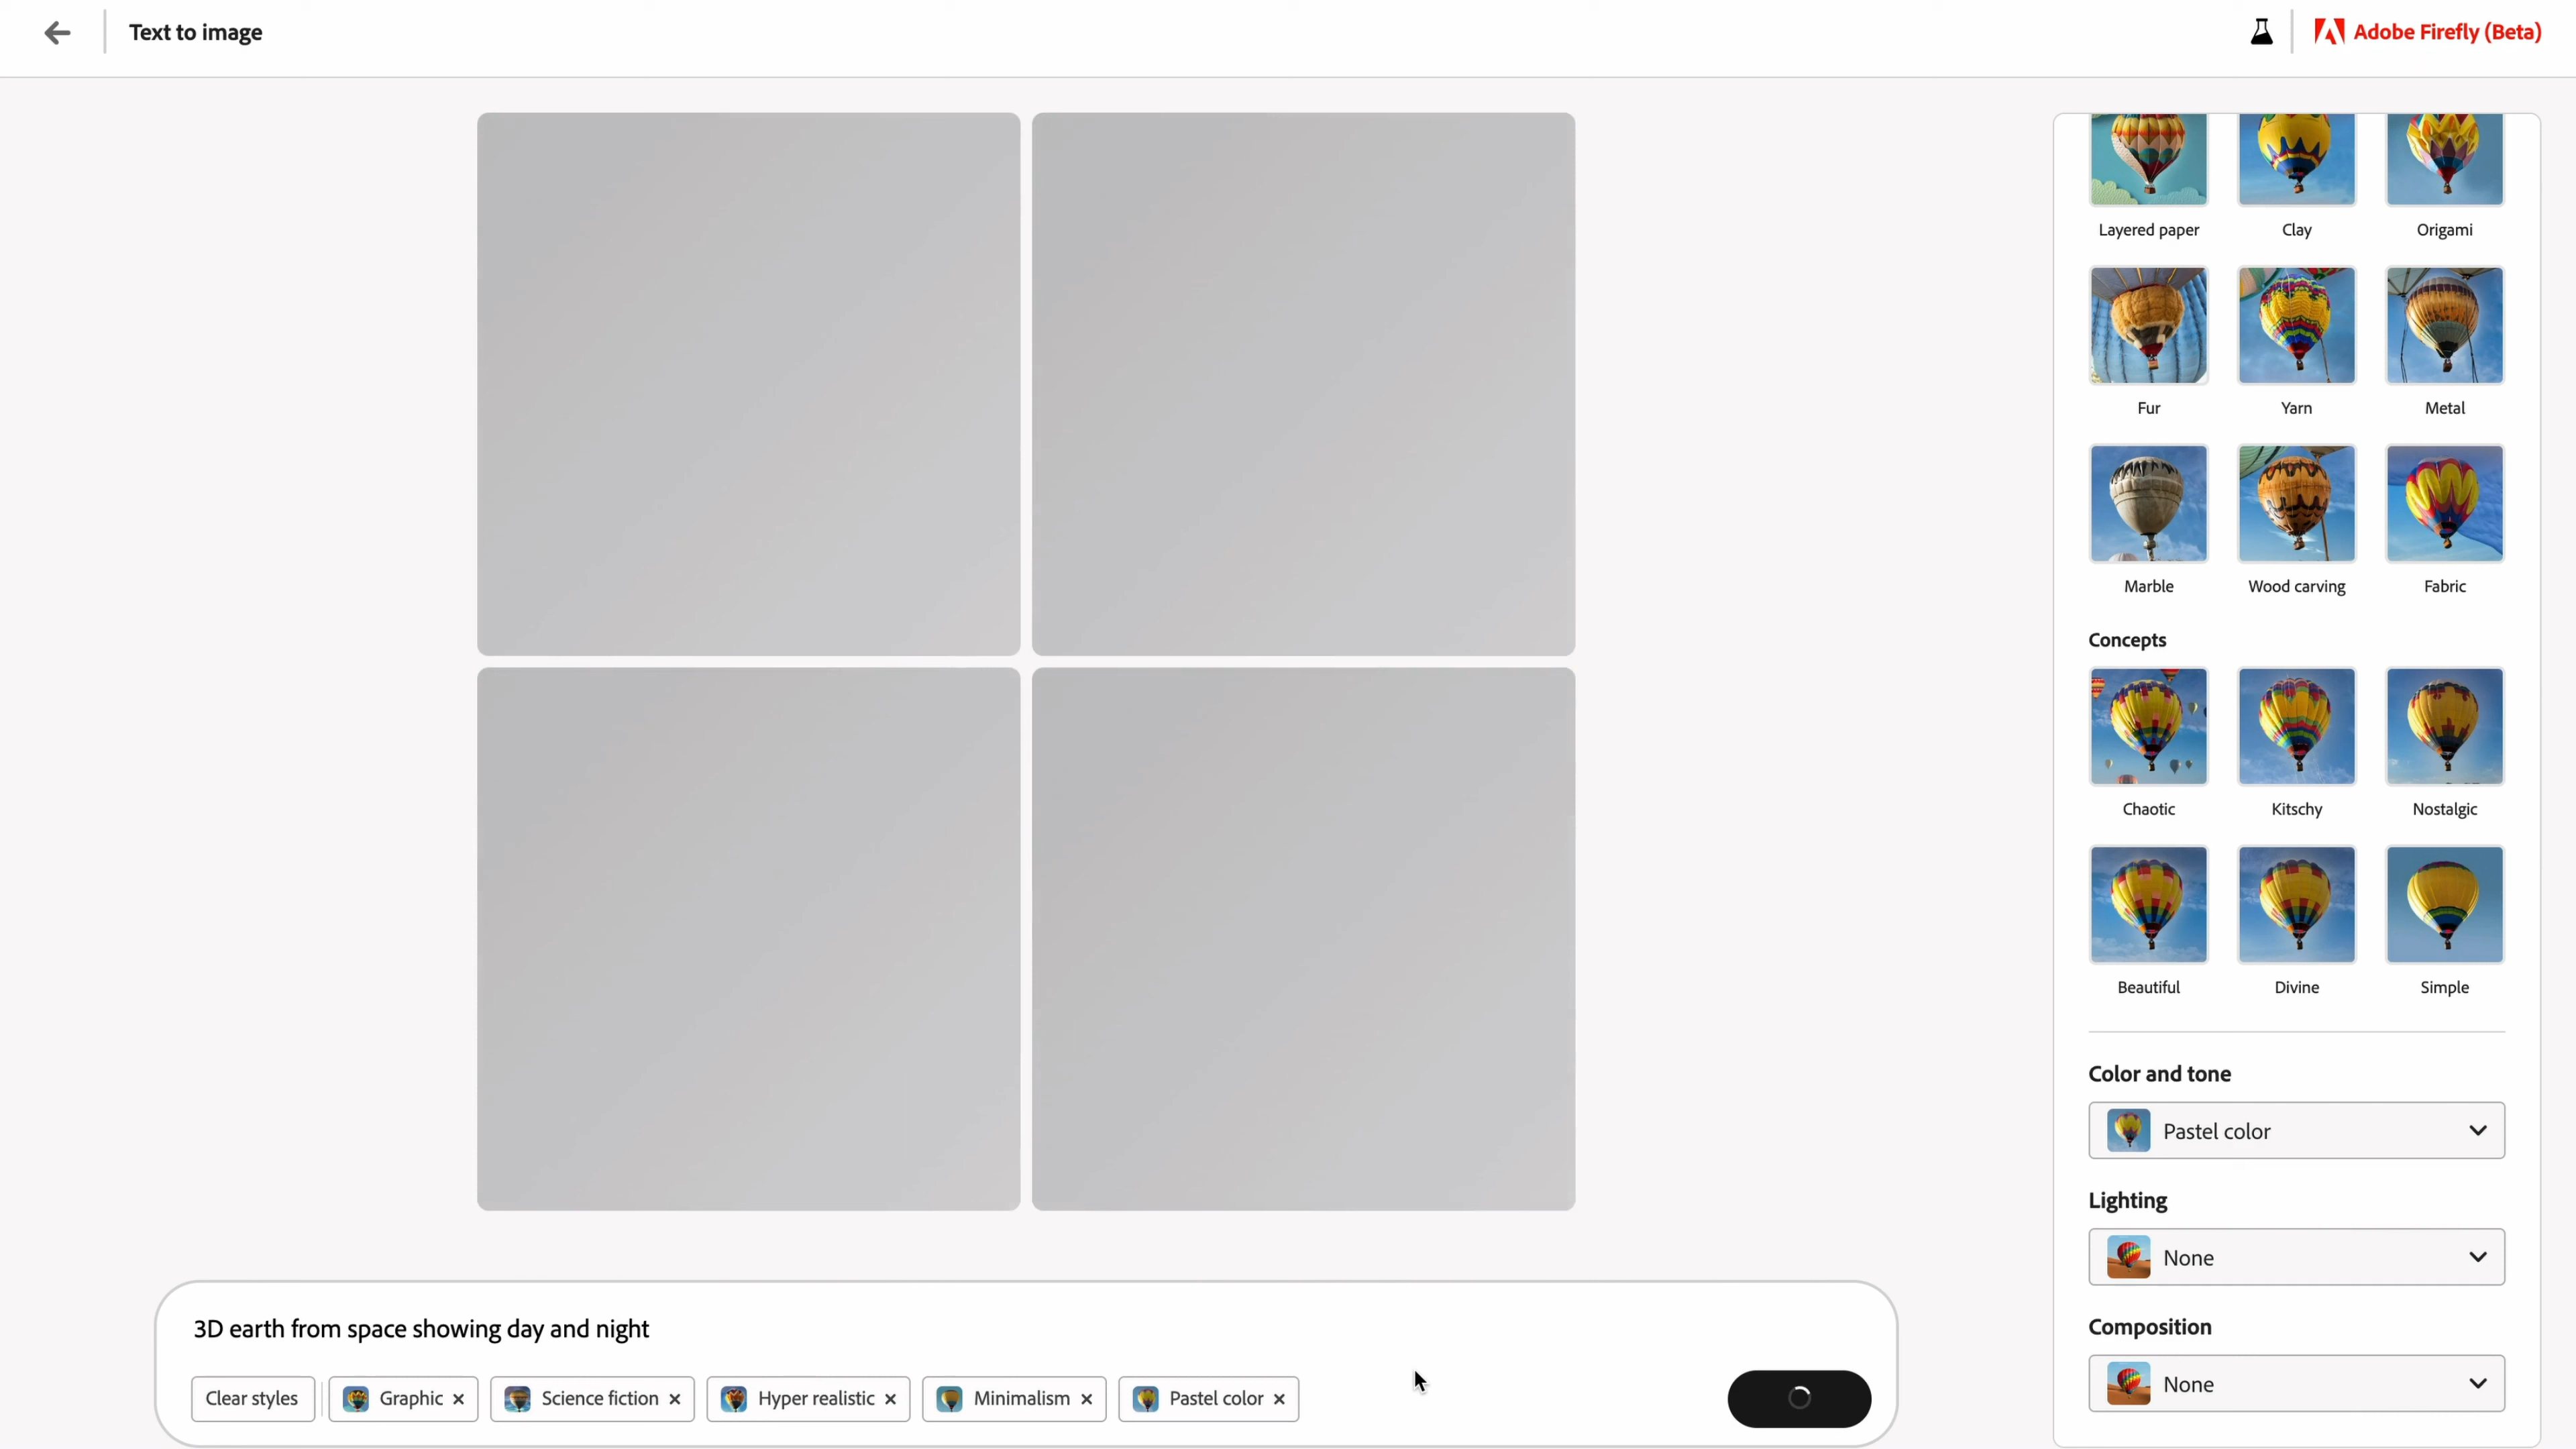 Text to image
Adobe Firefly (Beta)
Layered paper Clay Origami
Fur Yarn Metal
Marble Wood carving Fabric
Concepts
Chaotic Kitschy Nostalgic
Beautiful Divine Simple
Color and tone
Pastel color
Lighting
None
Composition
None
3D earth from space showing day and night
Clear styles Graphic Science fiction Hyper realistic Minimalism Pastel color